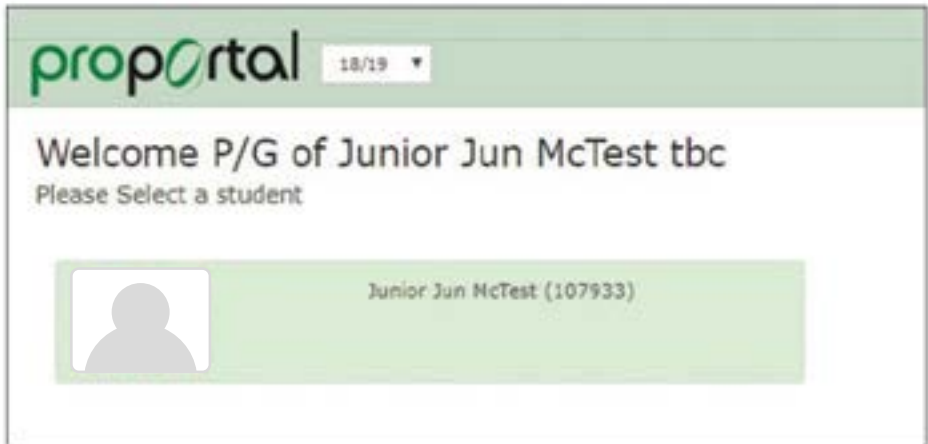 proportal 18/19
Welcome P/G of Junior Jun McTest tbc
Please Select a student
Junior Jun McTest (107933)